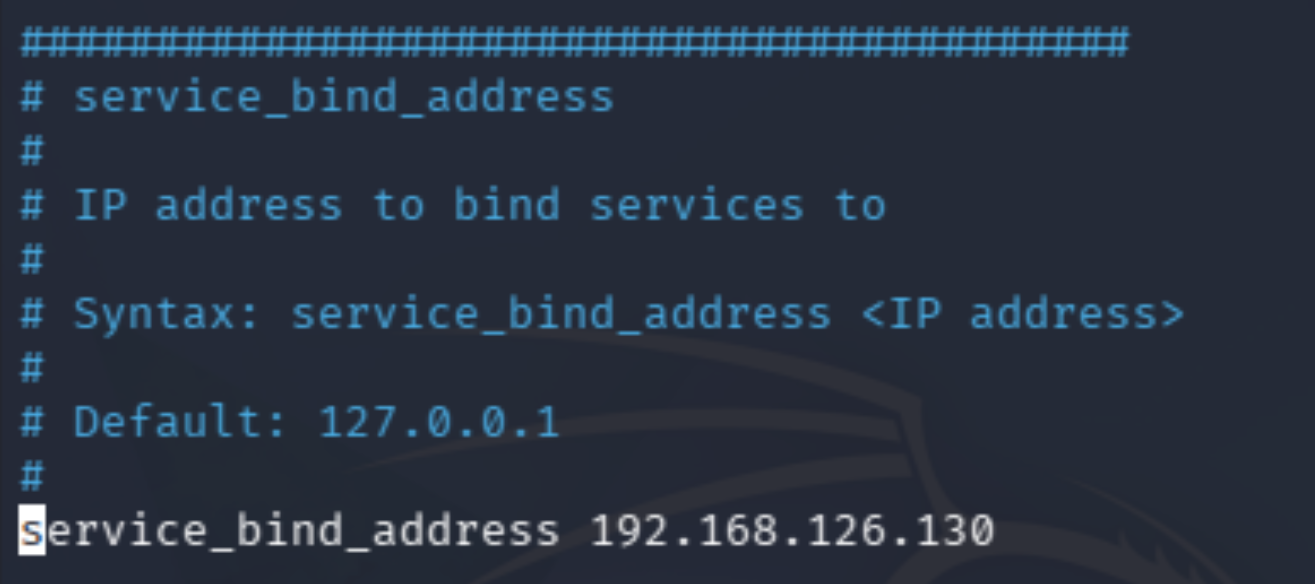 #########################################
# service_bind_address
#
# IP address to bind services to
#
# Syntax: service_bind_address <IP address>
#
# Default: 127.0.0.1
#
service_bind_address 192.168.126.130